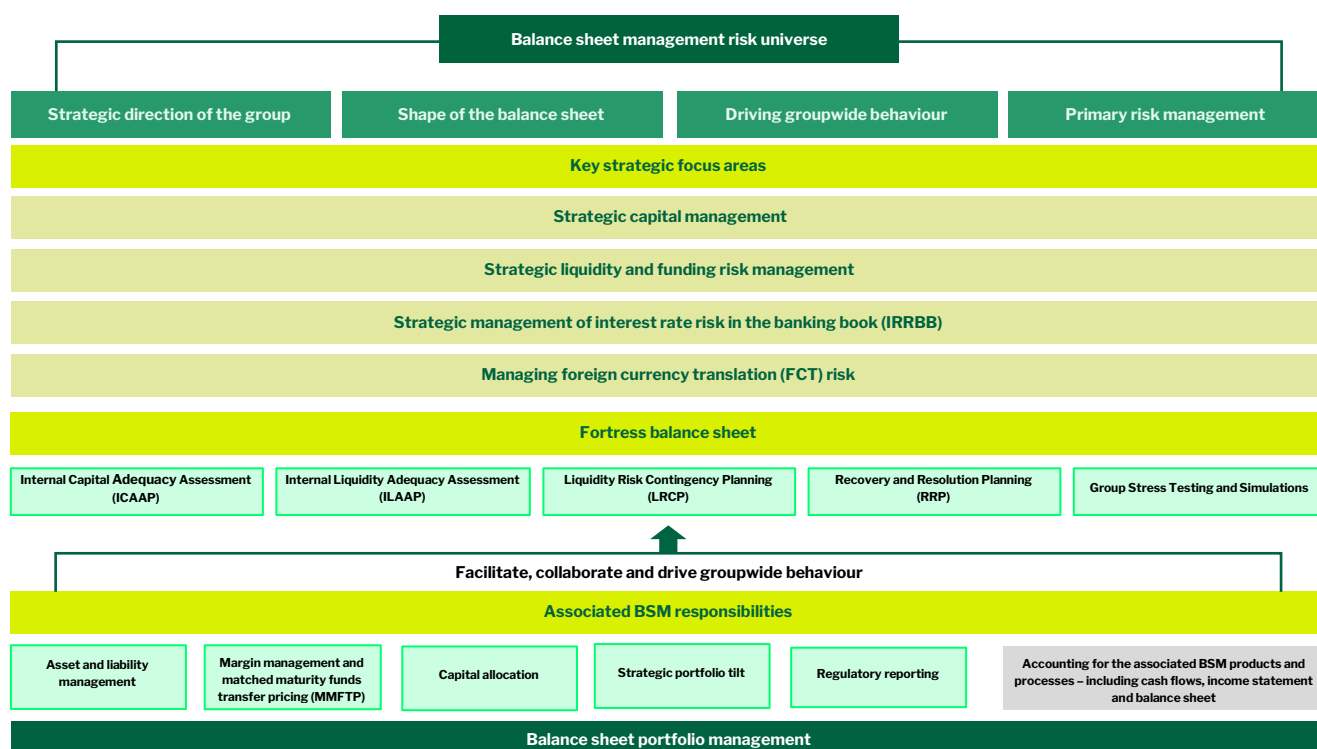 Balance sheet management risk universe
Strategic direction of the group
Shape of the balance sheet
Driving groupwide behaviour
Primary risk management
Key strategic focus areas
Strategic capital management
Strategic liquidity and funding risk management
Strategic management of interest rate risk in the banking book (IRRBB)
Managing foreign currency translation (FCT) risk
Fortress balance sheet
Internal Capital Adequacy Assessment
(ICAAP)
Internal Liquidity Adequacy Assessment
(ILAAP)
Liquidity Risk Contingency Planning
(LRCP)
Recovery and Resolution Planning
(RRP)
Group Stress Testing and Simulations
Facilitate, collaborate and drive groupwide behaviour
Associated BSM responsibilities
Asset and liability
management
Margin management and
matched maturity funds
transfer pricing (MMFTP)
Capital allocation
Strategic portfolio tilt
Regulatory reporting
Accounting for the associated BSM products and
processes – including cash flows, income statement
and balance sheet
Balance sheet portfolio management